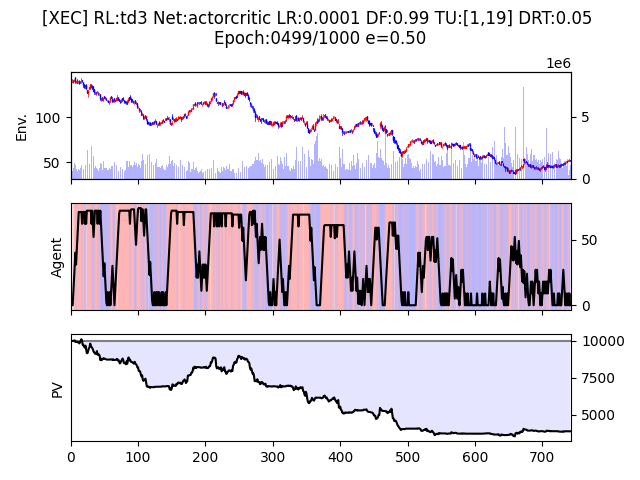 [XEC] RL:td3 Net:actorcritic LR:0.0001 DF:0.99 TU:[1,19] DRT:0.05
Epoch:0499/1000 e=0.50
1e6
Env.
100
50
5
0
Agent
50
0
PV
10000
7500
5000
0 100 200 300 400 500 600 700